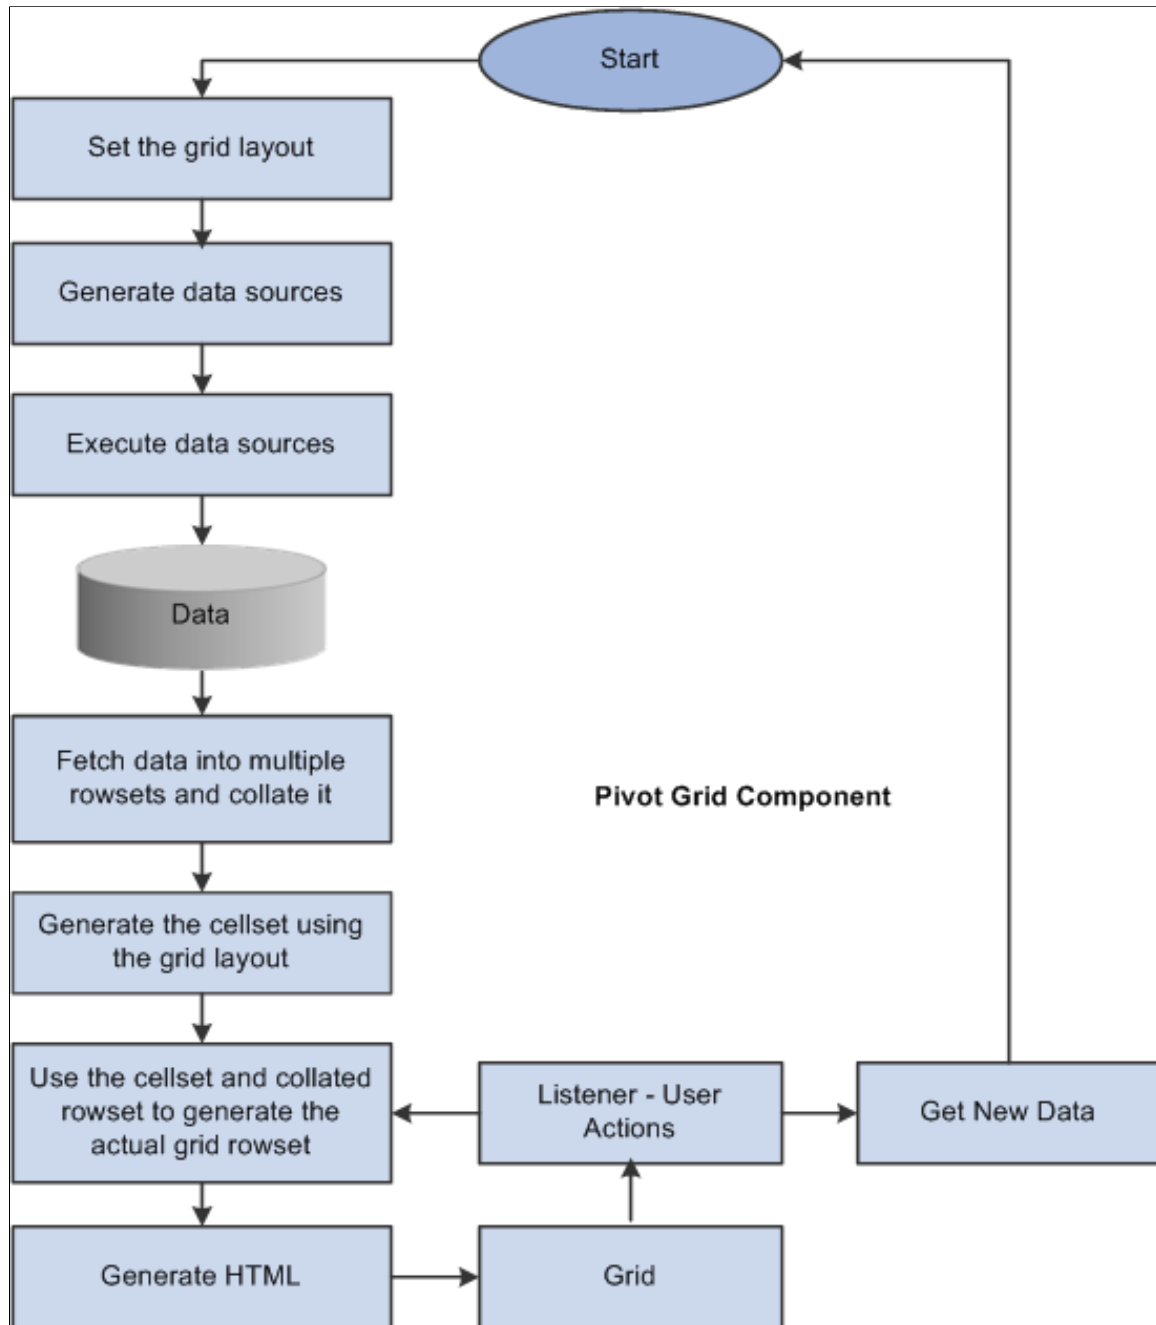 Start
Set the grid layout
Generate data sources
Execute data sources
Data
Fetch data into multiple
rowsets and collate it
Pivot Grid Component
Generate the cellset using
the grid layout
Use the cellset and collated
rowset to generate the
actual grid rowset
Listener - User
Actions
Get New Data
Generate HTML
Grid